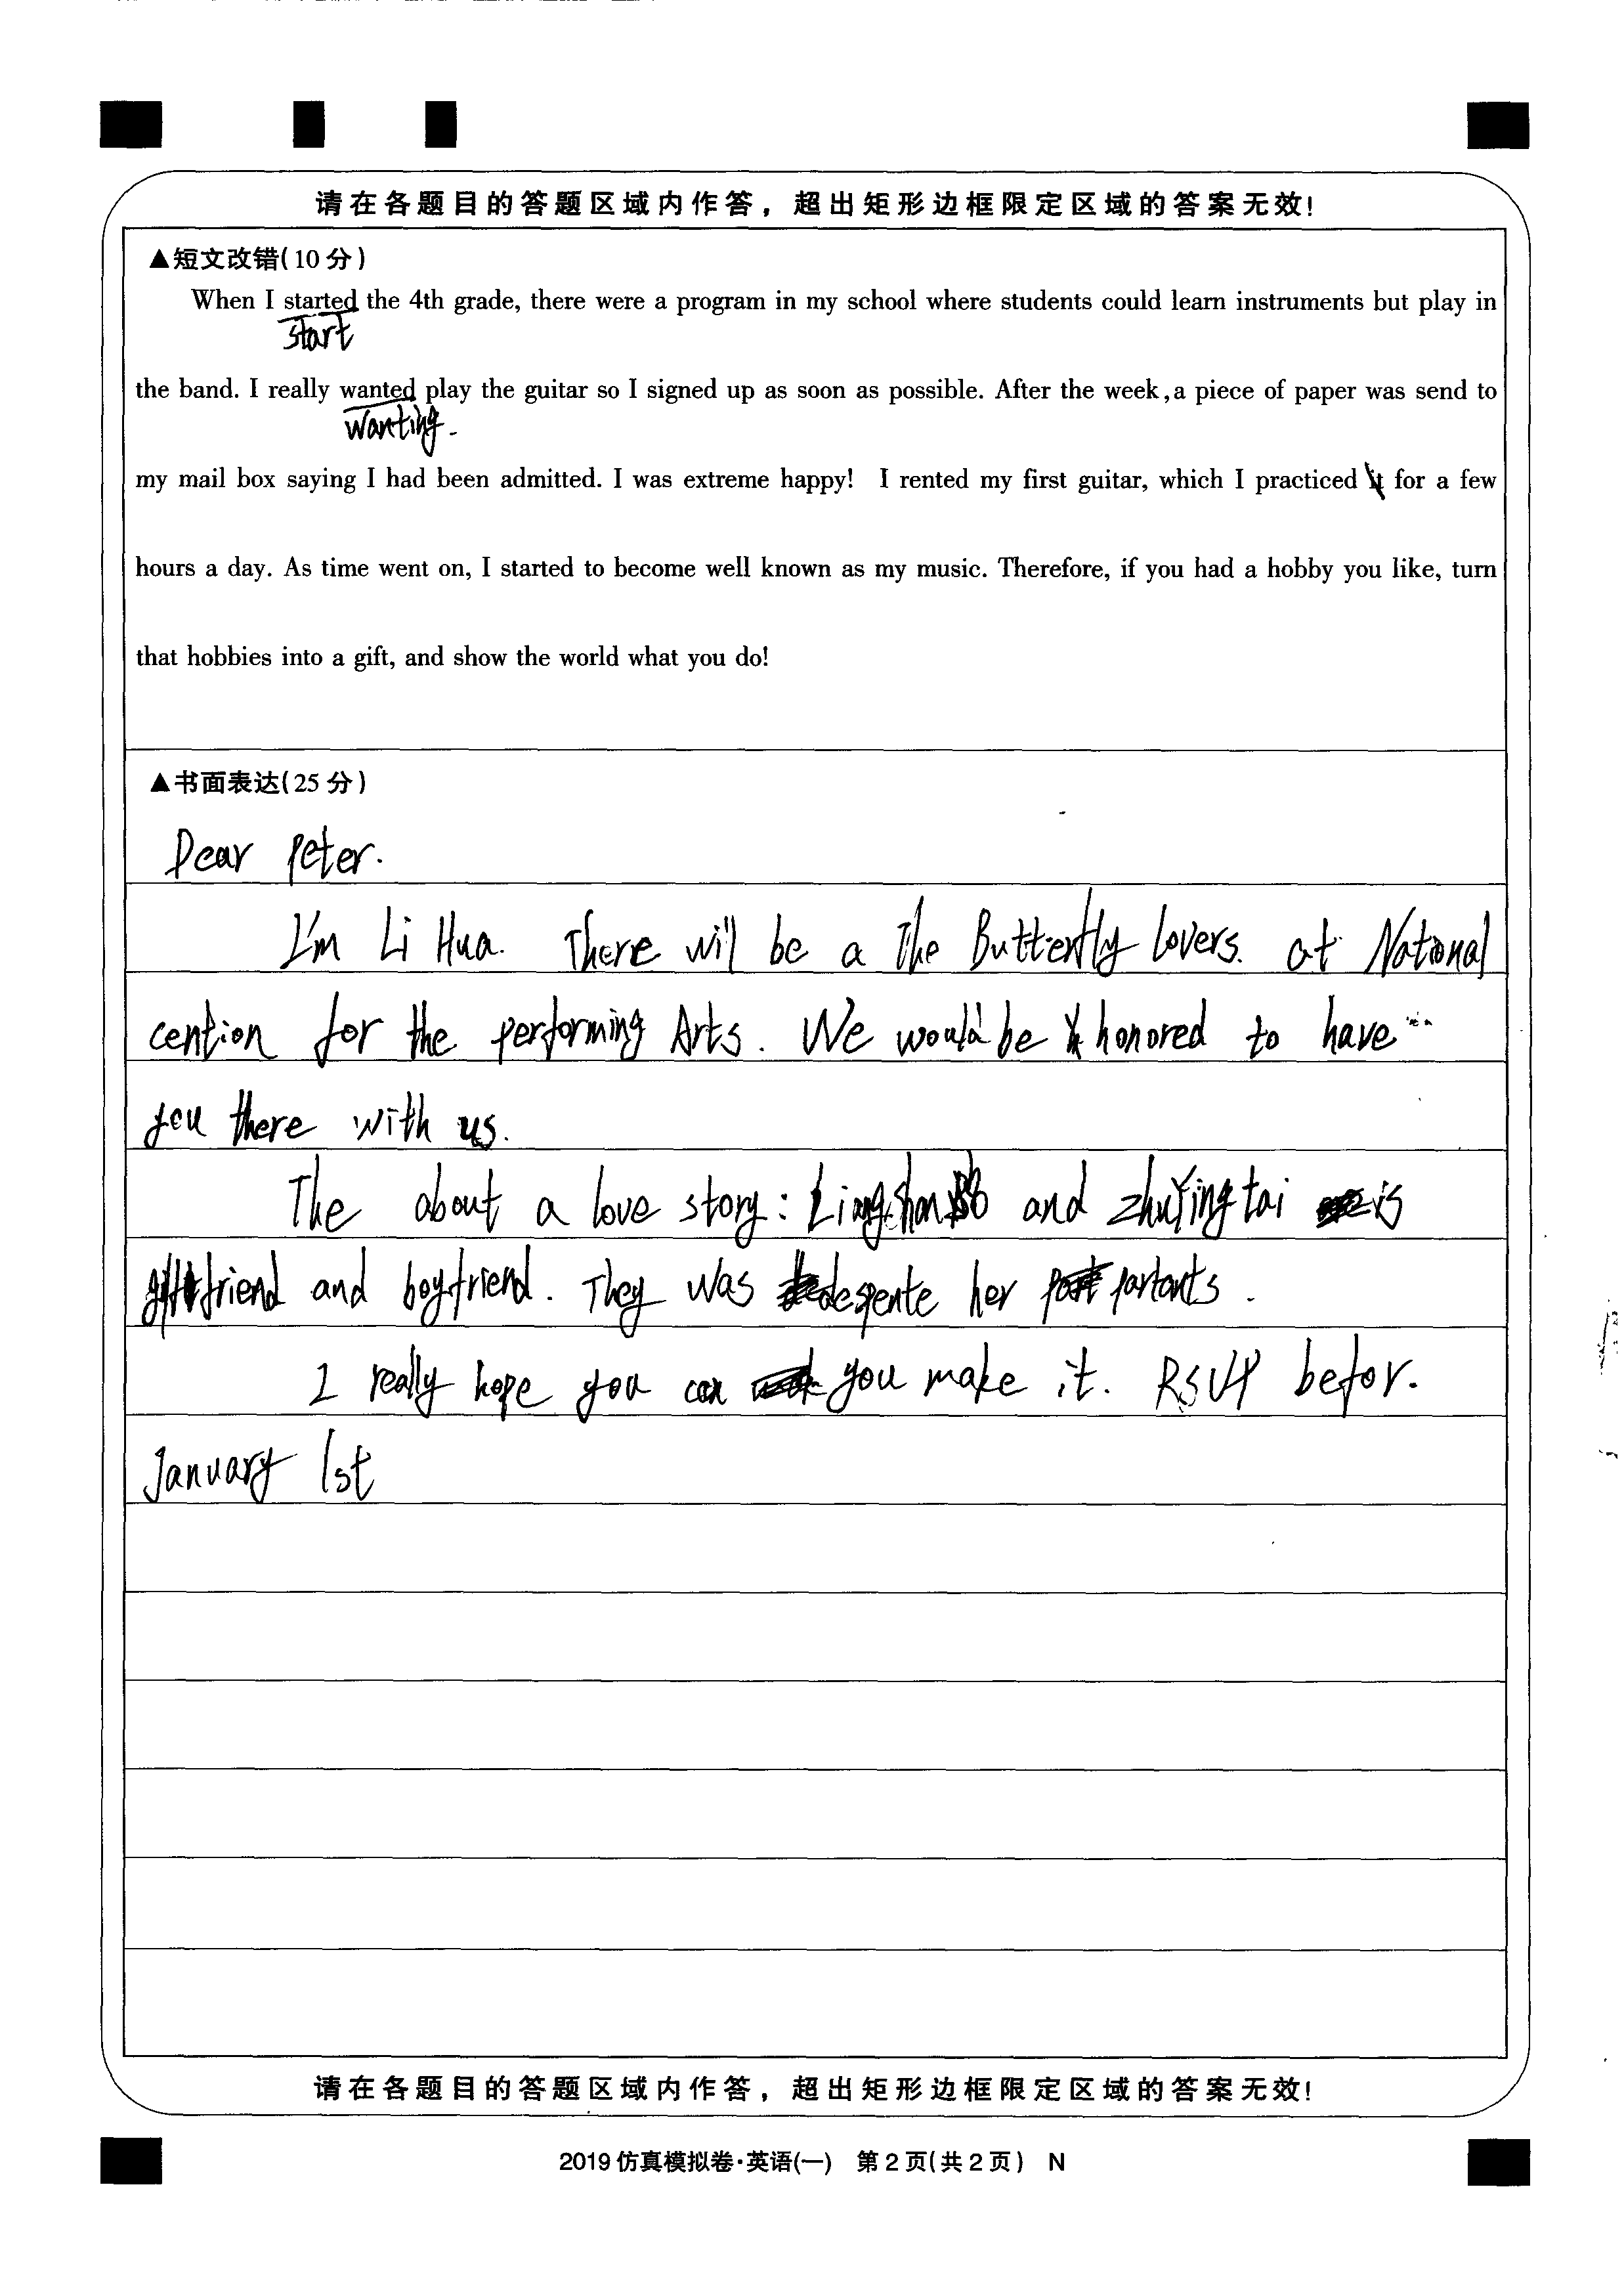 请在各题目的答题区域内作答，超出矩形边框限定区域的答案无效!
▲短文改错(10分)
When I started the 4th grade, there were a program in my school where students could learn instruments but play in
start
the band. I really wanted play the guitar so I signed up as soon as possible. After the week,a piece of paper was send to
wanting.
my mail box saying I had been admitted. I was extreme happy! I rented my first guitar, which I practiced it for a few
hours a day. As time went on, I started to become well known as my music. Therefore, if you had a hobby you like, turn
that hobbies into a gift, and show the world what you do!
▲书面表达(25分)
Dear Peter.
I'm Li Hua. There will be a The Butterfly lovers. at National
cention for the performing Arts. We would be honored to have
you there with us.
The about a love story: Liangshan and zhuYingtai is
friend and boyfriend. They was her partants.
I really hope you can you make it. RSVP befor.
January 1st
请在各题目的答题区域内作答，超出矩形边框限定区域的答案无效!
2019仿真模拟卷·英语(一) 第2页(共2页) N